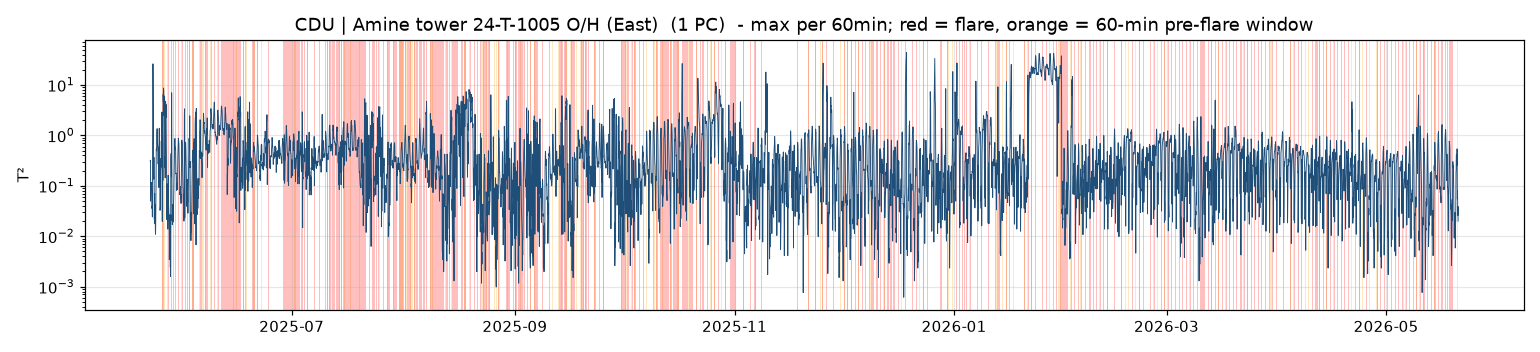 CDU | Amine tower 24-T-1005 O/H (East)  (1 PC)  - max per 60min; red = flare, orange = 60-min pre-flare window
T²
10¹
10⁰
10⁻¹
10⁻²
10⁻³
2025-07 2025-09 2025-11 2026-01 2026-03 2026-05